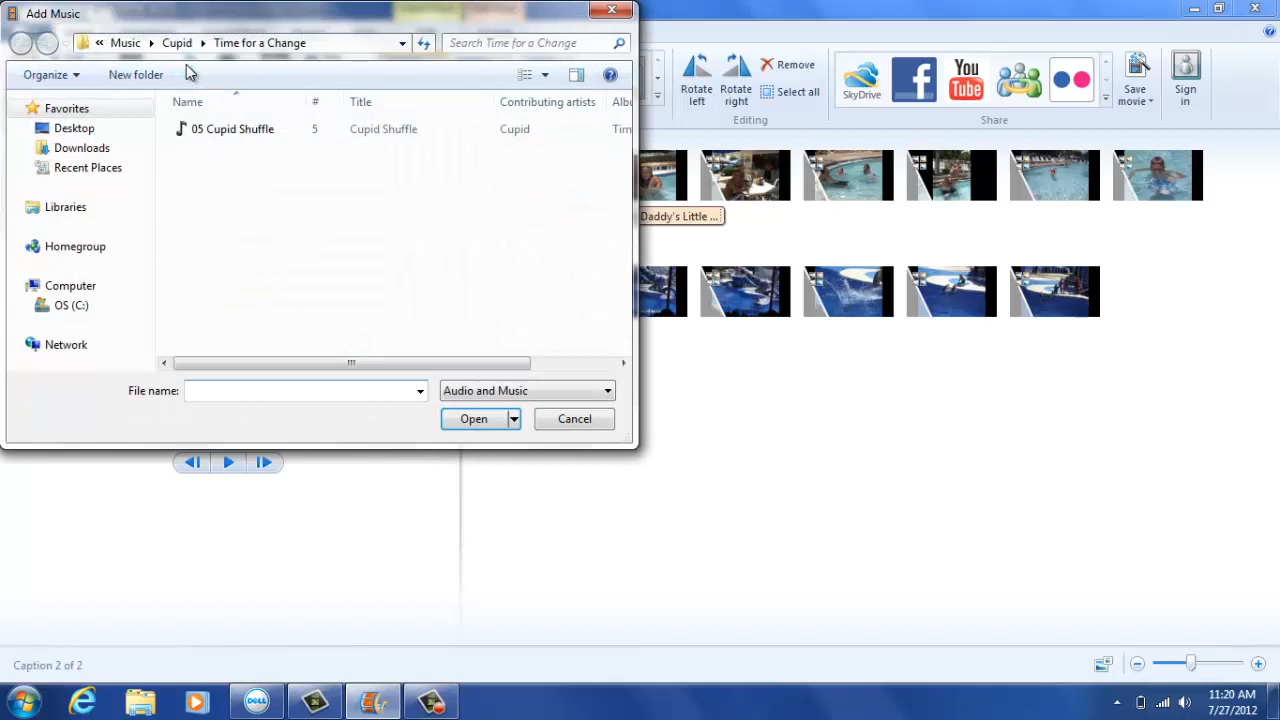 Add Music
« Music Cupid Time for a Change
Search Time for a Change
Organize
New folder
Name # Title Contributing artists Albu
05 Cupid Shuffle 5 Cupid Shuffle Cupid Tim
Favorites
Desktop
Downloads
Recent Places
Libraries
Homegroup
Computer
OS (C:)
Network
File name:
Audio and Music
Open
Cancel
Rotate left
Rotate right
Remove
Select all
Editing
SkyDrive
You Tube
Share
Save movie
Sign in
Daddy's Little ...
Caption 2 of 2
DELL
11:20 AM
7/27/2012